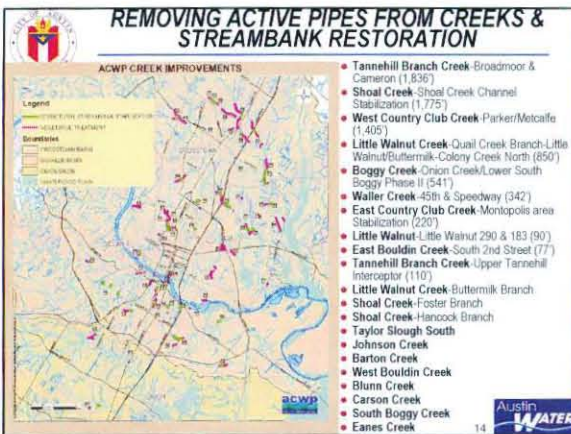 CITY OF AUSTIN
REMOVING ACTIVE PIPES FROM CREEKS &
STREAMBANK RESTORATION
ACWP CREEK IMPROVEMENTS
Legend
Boundaries
acwp
Tannehill Branch Creek-Broadmoor &
Cameron (1,836')
Shoal Creek-Shoal Creek Channel
Stabilization (1,775')
West Country Club Creek-Parker/Metcalfe
(1,405')
Little Walnut Creek-Quail Creek Branch-Little
Walnut/Buttermilk-Colony Creek North (850')
Boggy Creek-Onion Creek/Lower South
Boggy Phase II (541')
Waller Creek-45th & Speedway (342')
East Country Club Creek-Montopolis area
Stabilization (220')
Little Walnut-Little Walnut 290 & 183 (90')
East Bouldin Creek-South 2nd Street (77')
Tannehill Branch Creek-Upper Tannehill
Interceptor (110')
Little Walnut Creek-Buttermilk Branch
Shoal Creek-Foster Branch
Shoal Creek-Hancock Branch
Taylor Slough South
Johnson Creek
Barton Creek
West Bouldin Creek
Blunn Creek
Carson Creek
South Boggy Creek
Eanes Creek
14
Austin
WATER